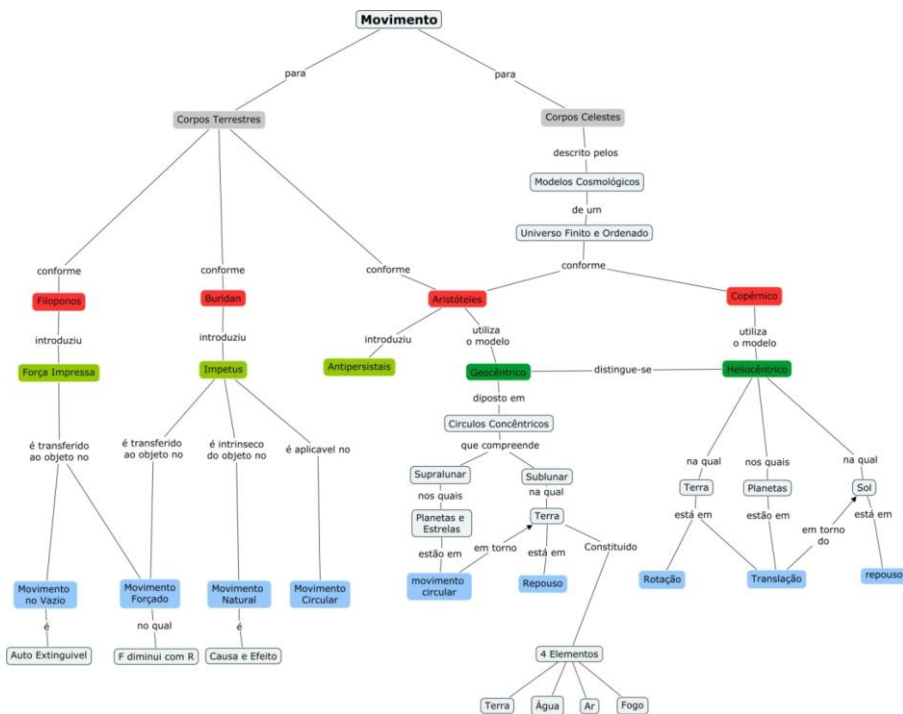 Movimento
para
para
Corpos Terrestres
Corpos Celestes
descrito pelos
Modelos Cosmológicos
de um
Universo Finito e Ordenado
conforme
conforme
conforme
conforme
Filoponos
Buridan
Aristóteles
Copérnico
introduziu
introduziu
introduziu
utiliza
o modelo
utiliza
o modelo
Força Impressa
Impetus
Antipersistais
Geocêntrico
distingue-se
Heliocêntrico
diposto em
Circulos Concêntricos
que compreende
é transferido
ao objeto no
é transferido
ao objeto no
é intrinseco
do objeto no
é aplicavel no
Supralunar
Sublunar
na qual
nos quais
na qual
nos quais
na qual
Planetas e
Estrelas
Terra
Terra
Planetas
Sol
estão em
em torno
está em
Constituido
está em
estão em
em torno
do
está em
Movimento
no Vazio
Movimento
Forçado
Movimento
Natural
Movimento
Circular
movimento
circular
Repouso
Rotação
Translação
repouso
é
no qual
é
Auto Extinguivel
F diminui com R
Causa e Efeito
4 Elementos
Terra
Água
Ar
Fogo